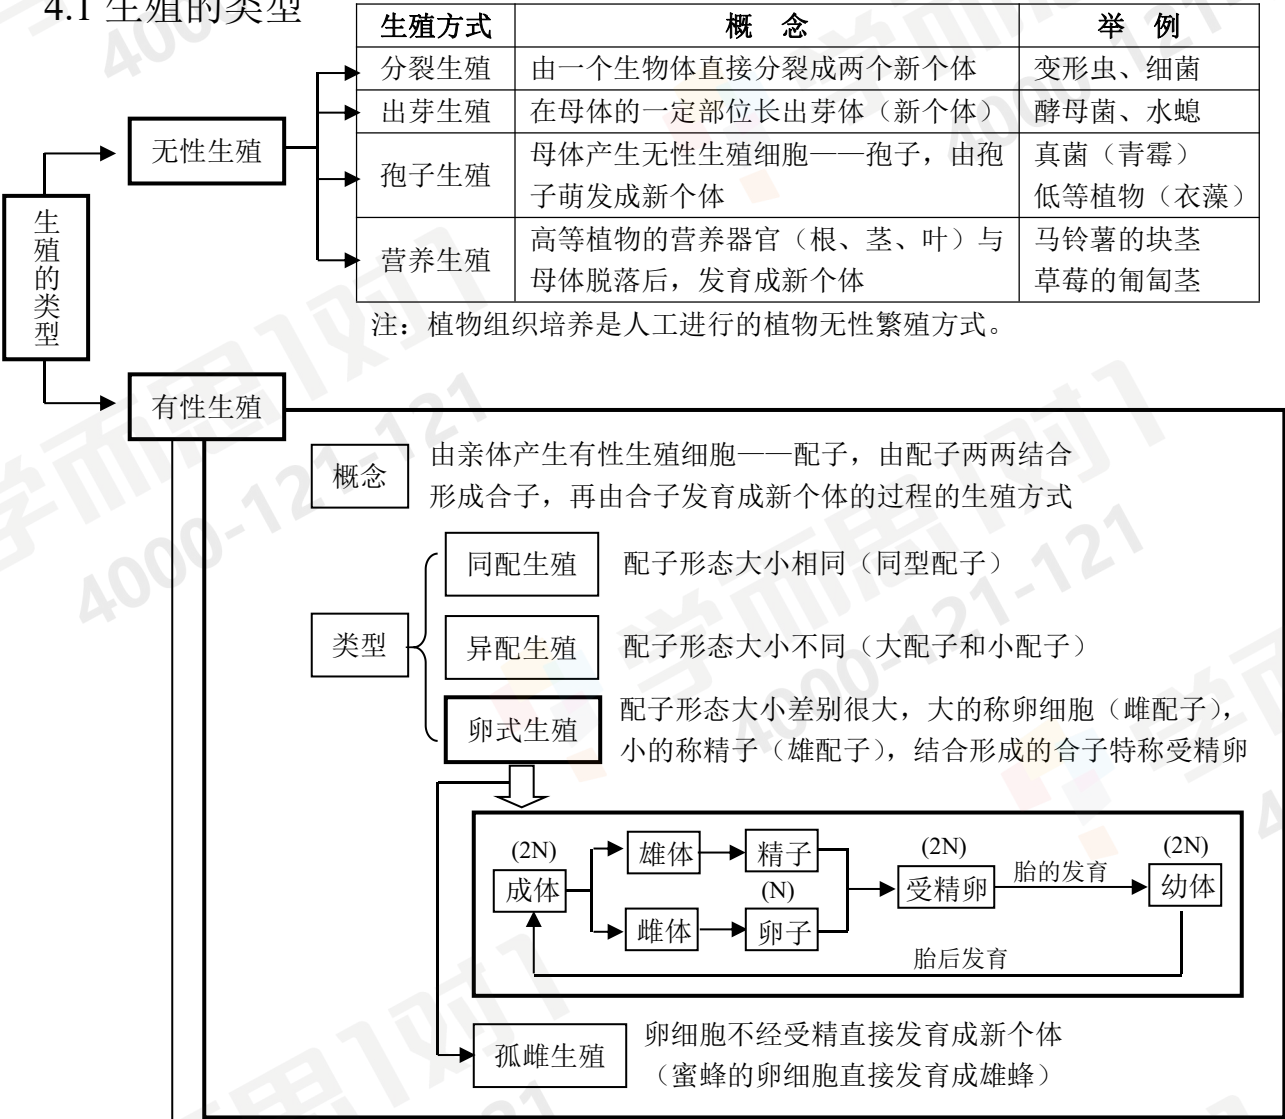 4.1 生殖的类型
生殖方式 概 念 举 例
分裂生殖 由一个生物体直接分裂成两个新个体 变形虫、细菌
出芽生殖 在母体的一定部位长出芽体（新个体） 酵母菌、水螅
孢子生殖 母体产生无性生殖细胞——孢子，由孢 真菌（青霉）
子萌发成新个体 低等植物（衣藻）
营养生殖 高等植物的营养器官（根、茎、叶）与 马铃薯的块茎
母体脱落后，发育成新个体 草莓的匍匐茎
注：植物组织培养是人工进行的植物无性繁殖方式。
无性生殖
生殖的类型
有性生殖
概念
由亲体产生有性生殖细胞——配子，由配子两两结合
形成合子，再由合子发育成新个体的过程的生殖方式
类型
同配生殖 配子形态大小相同（同型配子）
异配生殖 配子形态大小不同（大配子和小配子）
卵式生殖
配子形态大小差别很大，大的称卵细胞（雌配子），
小的称精子（雄配子），结合形成的合子特称受精卵
(2N) 雄体 精子 (2N) (2N)
成体 (N) 受精卵 胎的发育 幼体
雌体 卵子
胎后发育
孤雌生殖
卵细胞不经受精直接发育成新个体
（蜜蜂的卵细胞直接发育成雄蜂）
学而思1对1
4000-121-121